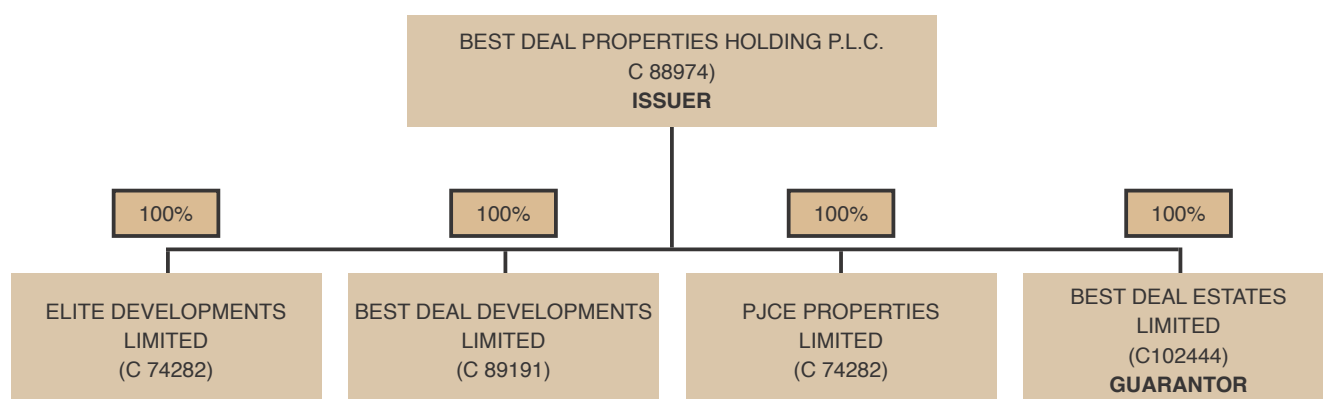 BEST DEAL PROPERTIES HOLDING P.L.C.
C 88974)
ISSUER
100%
100%
100%
100%
ELITE DEVELOPMENTS
LIMITED
(C 74282)
BEST DEAL DEVELOPMENTS
LIMITED
(C 89191)
PJCE PROPERTIES
LIMITED
(C 74282)
BEST DEAL ESTATES
LIMITED
(C102444)
GUARANTOR